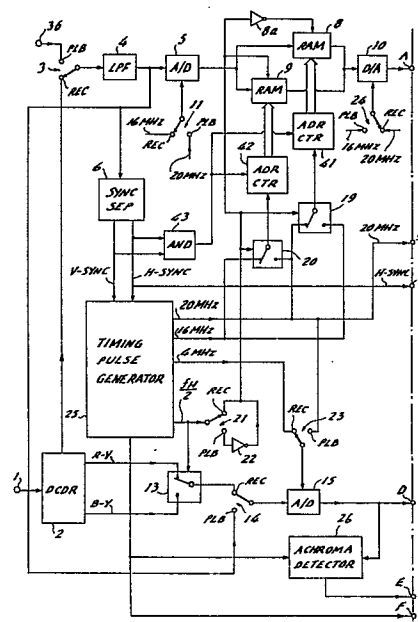 36
PLB
3
REC
4
LPF
5
A/D
8a
8
RAM
9
RAM
10
D/A
A
11
16MHZ
REC
PLB
20MHZ
26
PLB
REC
16MHZ
20MHZ
42
ADR
CTR
ADR
CTR
41
6
SYNC
SEP
43
AND
19
20
V-SYNC
H-SYNC
20MHZ
H-SYNC
TIMING
PULSE
GENERATOR
25
20MHZ
16MHZ
4MHZ
fH
2
REC
21
PLB
22
REC
23
PLB
1
DCDR
2
R-Y
B-Y
13
REC
PLB
14
A/D
15
D
26
ACHROMA
DETECTOR
E
F